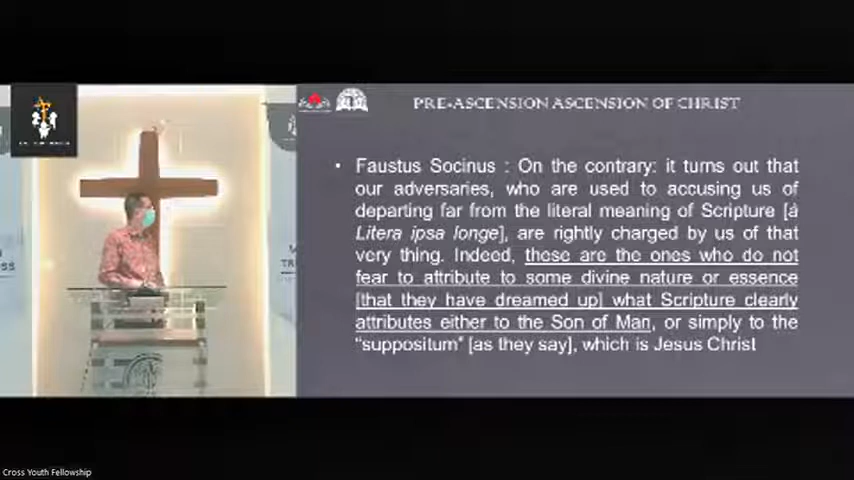 PRE-ASCENSION ASCENSION OF CHRIST
• Faustus Socinus : On the contrary: it turns out that
our adversaries, who are used to accusing us of
departing far from the literal meaning of Scripture [à
Litera ipsa longe], are rightly charged by us of that
very thing. Indeed, these are the ones who do not
fear to attribute to some divine nature or essence
[that they have dreamed up] what Scripture clearly
attributes either to the Son of Man, or simply to the
“suppositum” [as they say], which is Jesus Christ
Cross Youth Fellowship